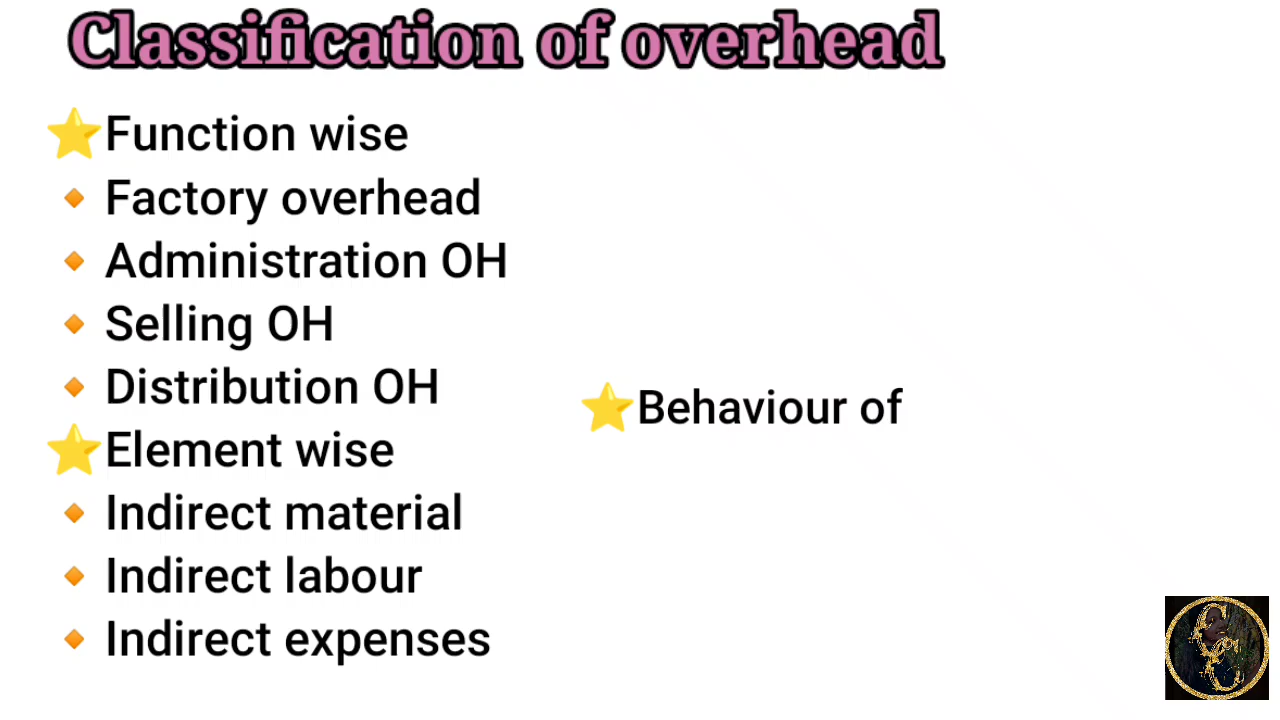 Classification of overhead
⭐Function wise
🔸Factory overhead
🔸Administration OH
🔸Selling OH
🔸Distribution OH
⭐Element wise
🔸Indirect material
🔸Indirect labour
🔸Indirect expenses
⭐Behaviour of